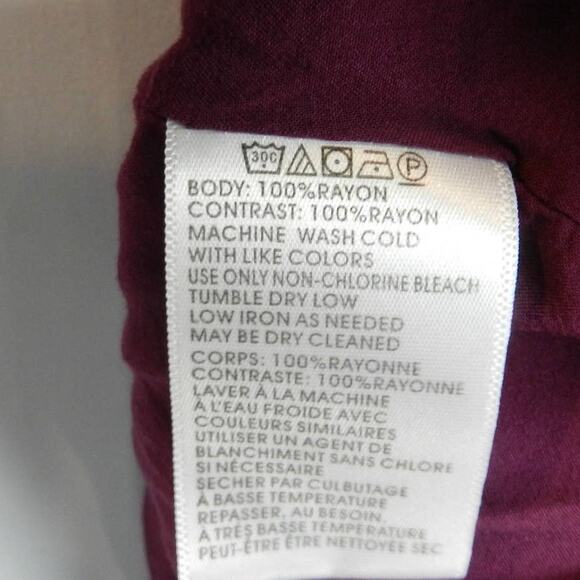 30C P
BODY: 100%RAYON
CONTRAST: 100%RAYON
MACHINE WASH COLD
WITH LIKE COLORS
USE ONLY NON-CHLORINE BLEACH
TUMBLE DRY LOW
LOW IRON AS NEEDED
MAY BE DRY CLEANED
CORPS: 100%RAYONNE
CONTRASTE: 100%RAYONNE
LAVER À LA MACHINE
À L'EAU FROIDE AVEC
COULEURS SIMILAIRES
UTILISER UN AGENT DE
BLANCHIMENT SANS CHLORE
SI NÉCESSAIRE
SECHER PAR CULBUTAGE
À BASSE TEMPERATURE
REPASSER, AU BESOIN,
À TRÉS BASSE TEMPÉRATURE
PEUT-ÊTRE ÊTRE NETTOYÉE SEC